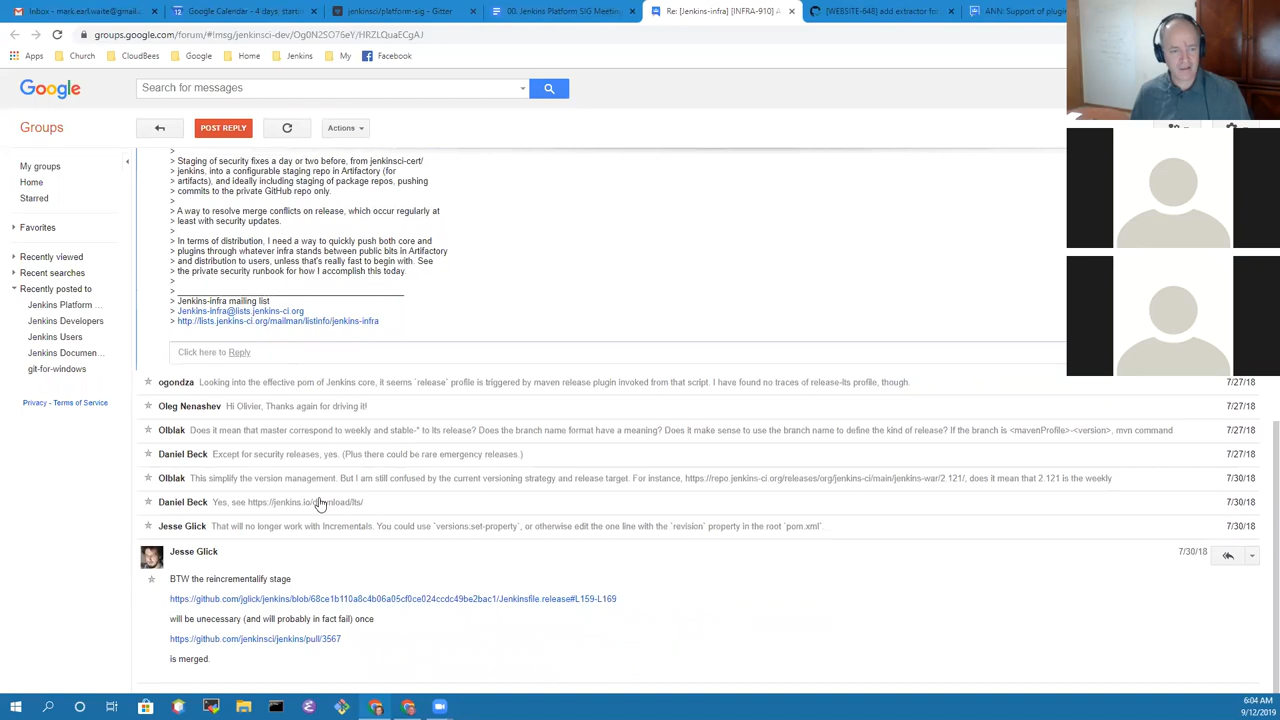 Inbox - mark.earl.waite@gmail.com
Google Calendar - 4 days, start
jenkinsci/platform-sig - Gitter
00. Jenkins Platform SIG Meetin
Re: [Jenkins-infra] [INFRA-910] A
[WEBSITE-648] add extractor fo
ANN: Support of plugin
groups.google.com/forum/#!msg/jenkinsci-dev/Og0N2SO76eY/HRZLQuaECgAJ
Apps
Church
CloudBees
Google
Home
Jenkins
My
Facebook
Google
Search for messages
Groups
POST REPLY
Actions
My groups
Home
Starred
Favorites
Recently viewed
Recent searches
Recently posted to
Jenkins Platform ...
Jenkins Developers
Jenkins Users
Jenkins Documen...
git-for-windows
Privacy - Terms of Service
>
> Staging of security fixes a day or two before, from jenkinsci-cert/
> jenkins, into a configurable staging repo in Artifactory (for
> artifacts), and ideally including staging of package repos, pushing
> commits to the private GitHub repo only.
>
> A way to resolve merge conflicts on release, which occur regularly at
> least with security updates.
>
> In terms of distribution, I need a way to quickly push both core and
> plugins through whatever infra stands between public bits in Artifactory
> and distribution to users, unless that's really fast to begin with. See
> the private security runbook for how I accomplish this today.
>
> _______________________________________________
> Jenkins-infra mailing list
> Jenkins-infra@lists.jenkins-ci.org
> http://lists.jenkins-ci.org/mailman/listinfo/jenkins-infra
Click here to Reply
ogondza Looking into the effective pom of Jenkins core, it seems `release` profile is triggered by maven release plugin invoked from that script. I have found no traces of release-lts profile, though. 7/27/18
Oleg Nenashev Hi Olivier, Thanks again for driving it! 7/27/18
Olblak Does it mean that master correspond to weekly and stable-* to lts release? Does the branch name format have a meaning? Does it make sense to use the branch name to define the kind of release? If the branch is <mavenProfile>-<version>, mvn command 7/27/18
Daniel Beck Except for security releases, yes. (Plus there could be rare emergency releases.) 7/27/18
Olblak This simplify the version management. But I am still confused by the current versioning strategy and release target. For instance, https://repo jenkins-ci.org/releases/org/jenkins-ci/main/jenkins-war/2.121/, does it mean that 2.121 is the weekly 7/30/18
Daniel Beck Yes, see https://jenkins.io/download/lts/ 7/30/18
Jesse Glick That will no longer work with Incrementals. You could use `versions:set-property`, or otherwise edit the one line with the `revision` property in the root `pom.xml`. 7/30/18
Jesse Glick 7/30/18
BTW the reincrementalify stage
https://github.com/jglick/jenkins/blob/68ce1b110a8c4b06a05cf0ce024ccdc49be2bac1/Jenkinsfile.release#L159-L169
will be unecessary (and will probably in fact fail) once
https://github.com/jenkinsci/jenkins/pull/3567
is merged.
6:04 AM
9/12/2019